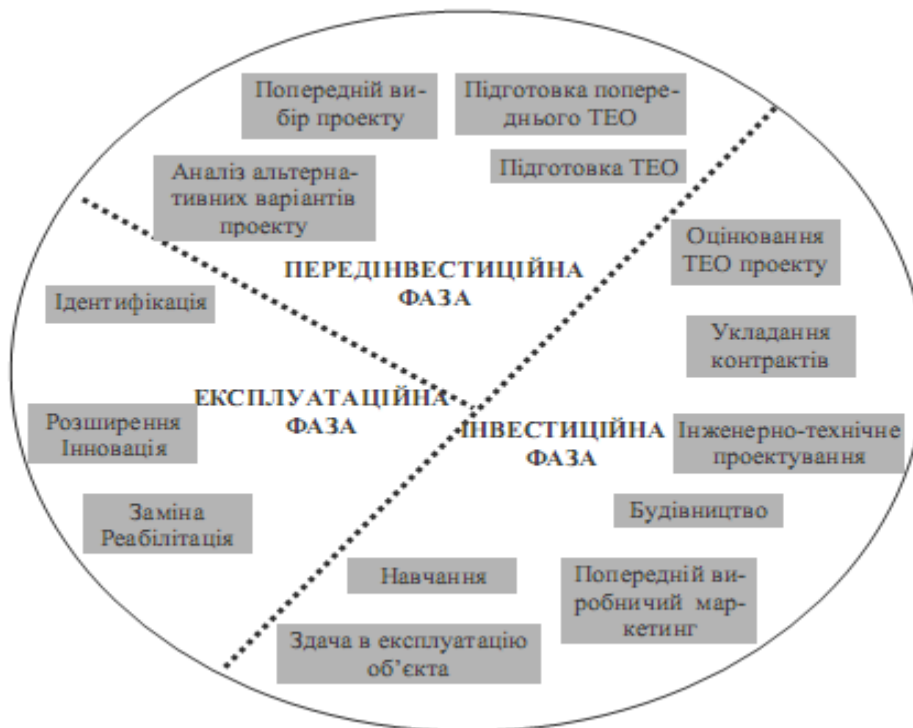 Попередній ви-
бір проекту
Підготовка попере-
днього ТЕО
Підготовка ТЕО
Аналіз альтерна-
тивних варіантів
проекту
ПЕРЕДІНВЕСТИЦІЙНА
ФАЗА
Оцінювання
ТЕО проекту
Ідентифікація
Укладання
контрактів
ЕКСПЛУАТАЦІЙНА
ФАЗА
Розширення
Інновація
ІНВЕСТИЦІЙНА
ФАЗА
Інженерно-технічне
проектування
Заміна
Реабілітація
Будівництво
Навчання
Попередній ви-
робничий мар-
кетинг
Здача в експлуатацію
об’єкта